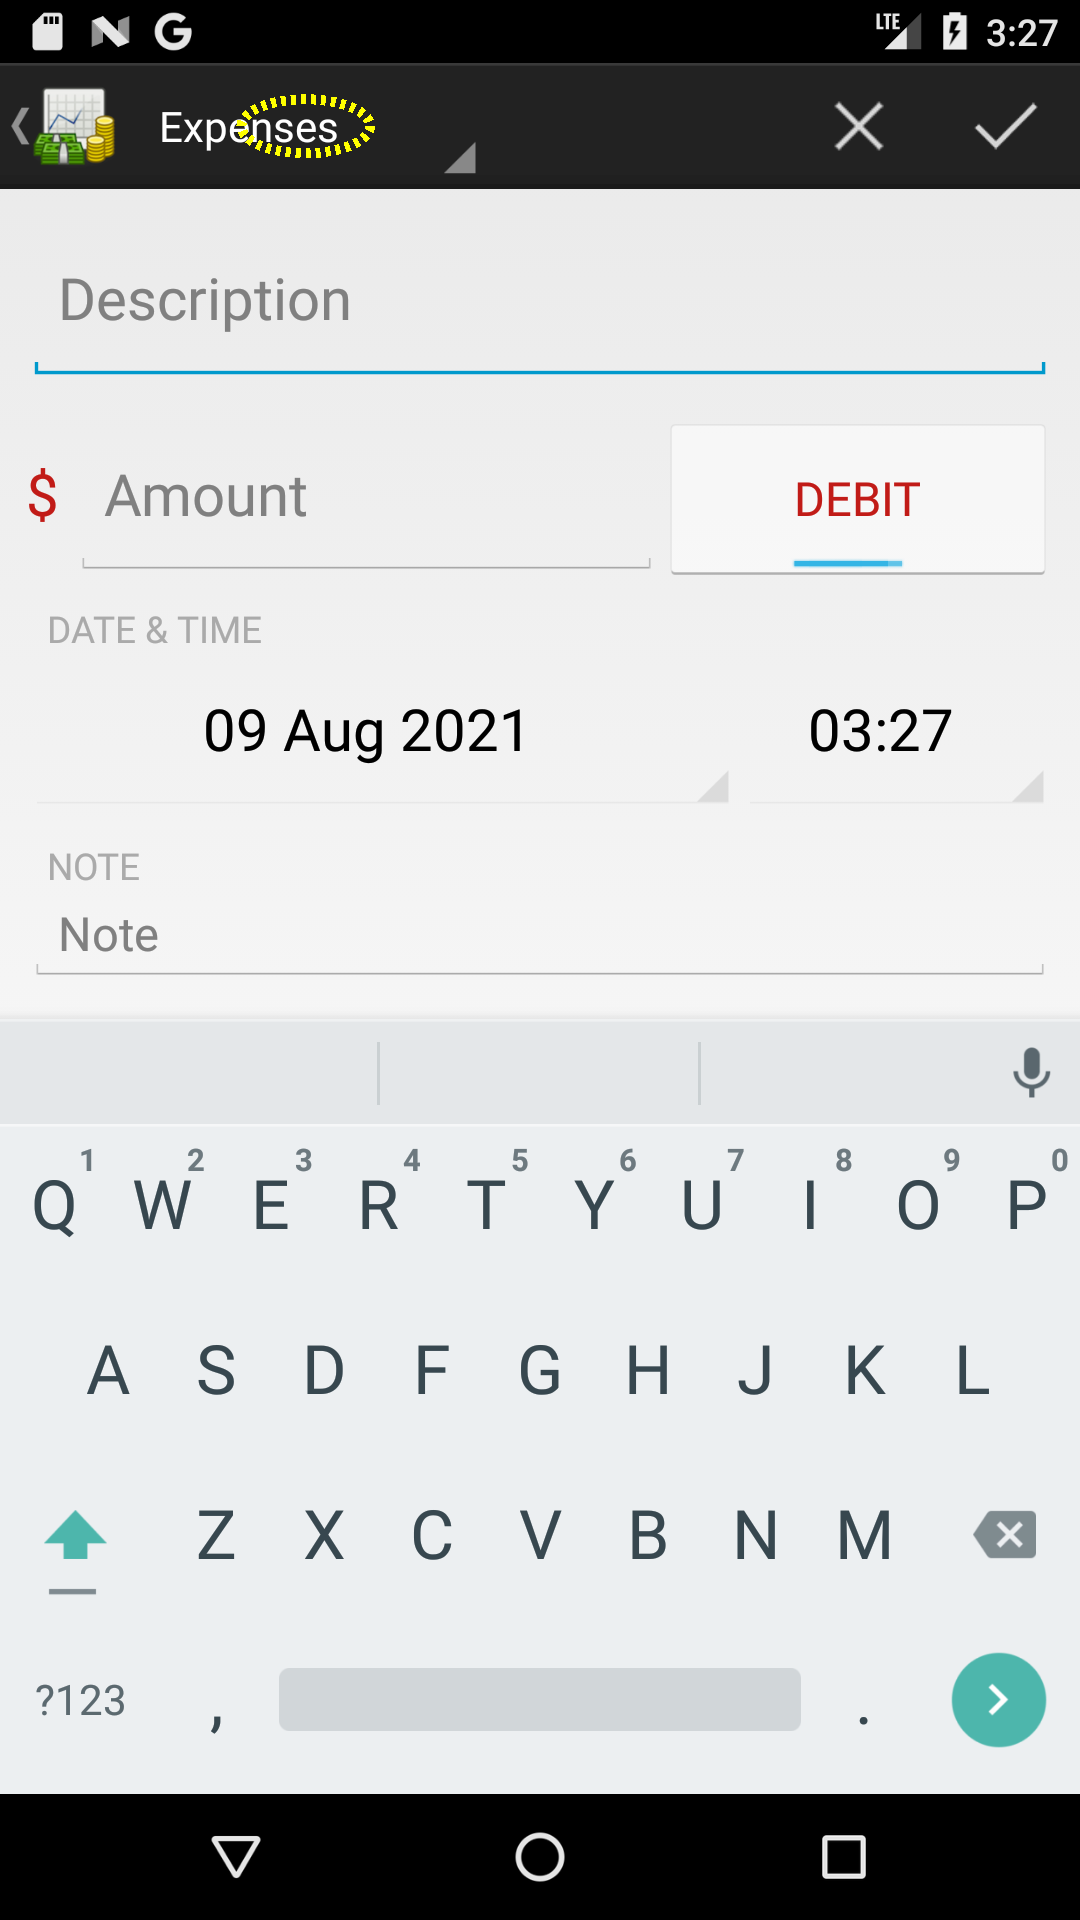 LTE 3:27
Expenses
Description
$ Amount DEBIT
DATE & TIME
09 Aug 2021 03:27
NOTE
Note
1 2 3 4 5 6 7 8 9 0
Q W E R T Y U I O P
A S D F G H J K L
Z X C V B N M
?123 , .